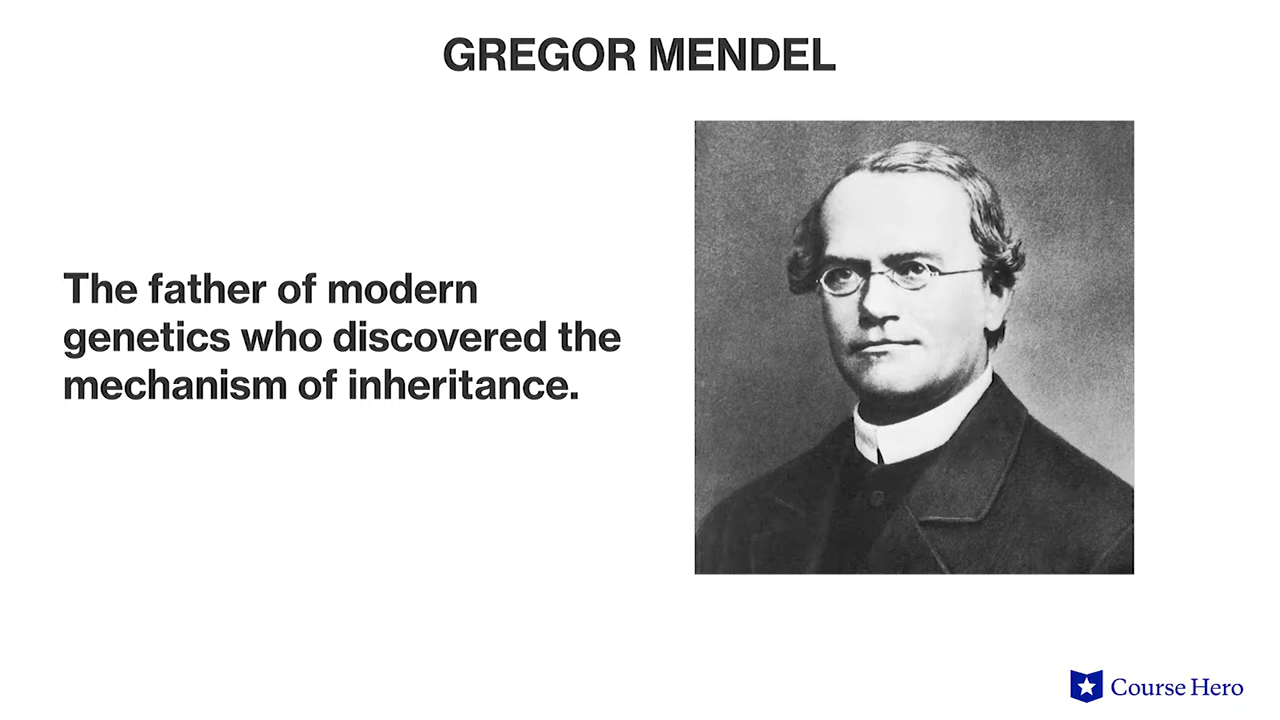 GREGOR MENDEL
The father of modern
genetics who discovered the
mechanism of inheritance.
Course Hero